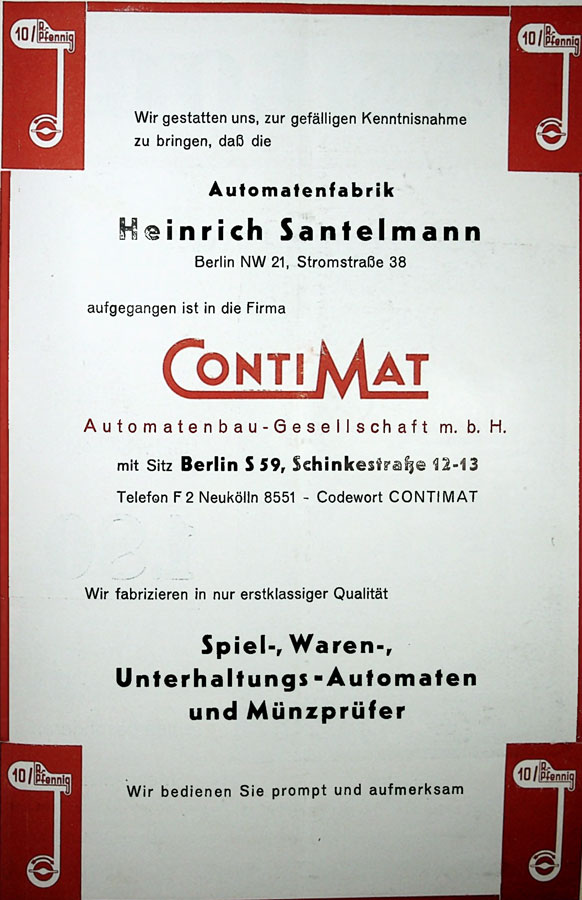 10/R.-Pfennig
10/R.-Pfennig
Wir gestatten uns, zur gefälligen Kenntnisnahme
zu bringen, daß die
Automatenfabrik
Heinrich Santelmann
Berlin NW 21, Stromstraße 38
aufgegangen ist in die Firma
CONTIMAT
Automatenbau-Gesellschaft m. b. H.
mit Sitz Berlin S 59, Schinkestraße 12-13
Telefon F 2 Neukölln 8551 - Codewort CONTIMAT
Wir fabrizieren in nur erstklassiger Qualität
Spiel-, Waren-,
Unterhaltungs-Automaten
und Münzprüfer
10/R.-Pfennig
10/R.-Pfennig
Wir bedienen Sie prompt und aufmerksam